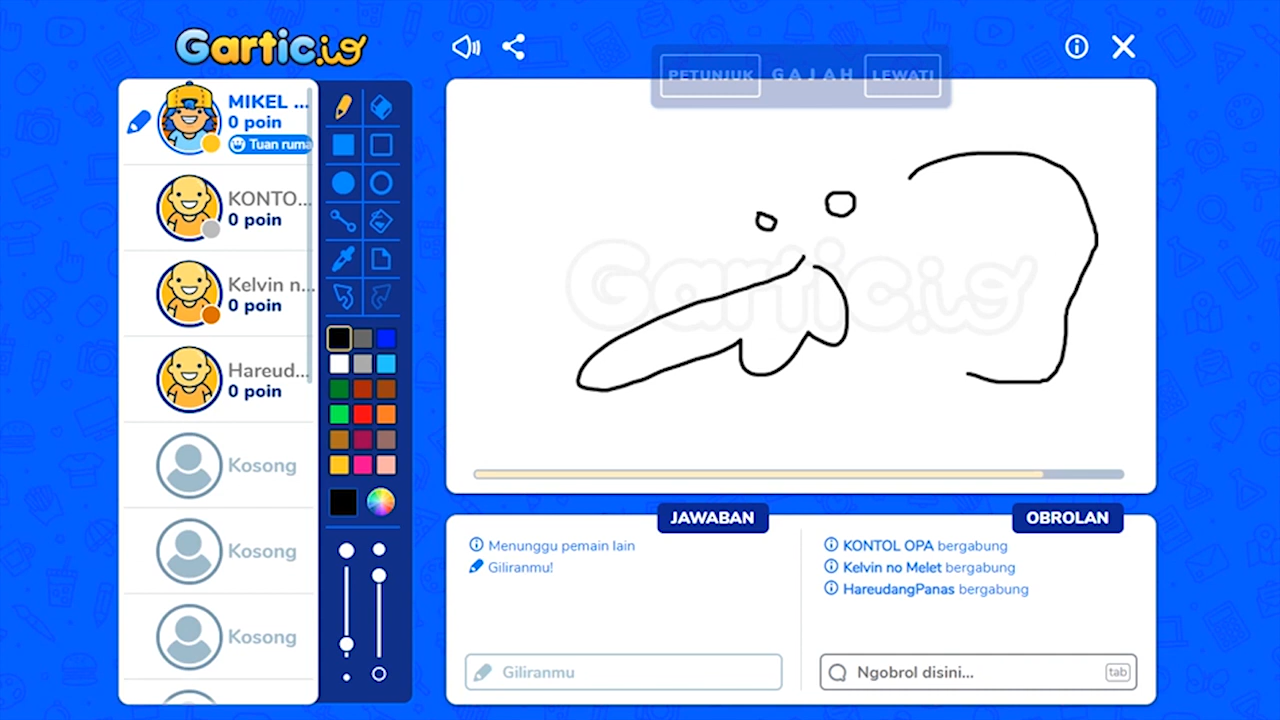 Gartic.io
PETUNJUK GAJAH LEWATI
MIKEL ...
0 poin
Tuan ruma
KONTO...
0 poin
Kelvin n...
0 poin
Hareud...
0 poin
Kosong
Kosong
Kosong
Gartic.io
JAWABAN
Menunggu pemain lain
Giliranmu!
Giliranmu
OBROLAN
KONTOL OPA bergabung
Kelvin no Melet bergabung
HareudangPanas bergabung
Ngobrol disini...
tab